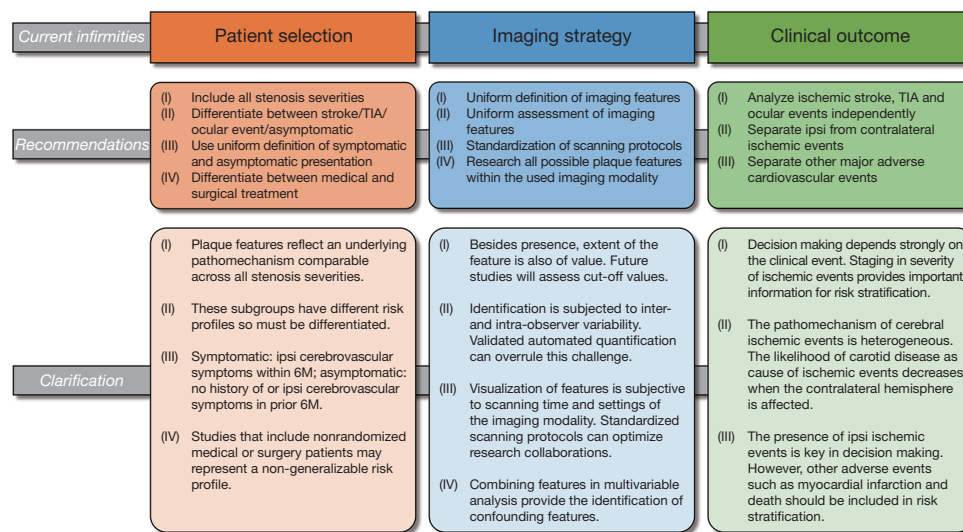 Current infirmities
Patient selection
Imaging strategy
Clinical outcome
Recommendations
(I) Include all stenosis severities
(II) Differentiate between stroke/TIA/
ocular event/asymptomatic
(III) Use uniform definition of symptomatic
and asymptomatic presentation
(IV) Differentiate between medical and
surgical treatment
(I) Uniform definition of imaging features
(II) Uniform assessment of imaging
features
(III) Standardization of scanning protocols
(IV) Research all possible plaque features
within the used imaging modality
(I) Analyze ischemic stroke, TIA and
ocular events independently
(II) Separate ipsi from contralateral
ischemic events
(III) Separate other major adverse
cardiovascular events
Clarification
(I) Plaque features reflect an underlying
pathomechanism comparable
across all stenosis severities.
(II) These subgroups have different risk
profiles so must be differentiated.
(III) Symptomatic: ipsi cerebrovascular
symptoms within 6M; asymptomatic:
no history of or ipsi cerebrovascular
symptoms in prior 6M.
(IV) Studies that include nonrandomized
medical or surgery patients may
represent a non-generalizable risk
profile.
(I) Besides presence, extent of the
feature is also of value. Future
studies will assess cut-off values.
(II) Identification is subjected to inter-
and intra-observer variability.
Validated automated quantification
can overrule this challenge.
(III) Visualization of features is subjective
to scanning time and settings of
the imaging modality. Standardized
scanning protocols can optimize
research collaborations.
(IV) Combining features in multivariable
analysis provide the identification of
confounding features.
(I) Decision making depends strongly on
the clinical event. Staging in severity
of ischemic events provides important
information for risk stratification.
(II) The pathomechanism of cerebral
ischemic events is heterogeneous.
The likelihood of carotid disease as
cause of ischemic events decreases
when the contralateral hemisphere
is affected.
(III) The presence of ipsi ischemic
events is key in decision making.
However, other adverse events
such as myocardial infarction and
death should be included in risk
stratification.